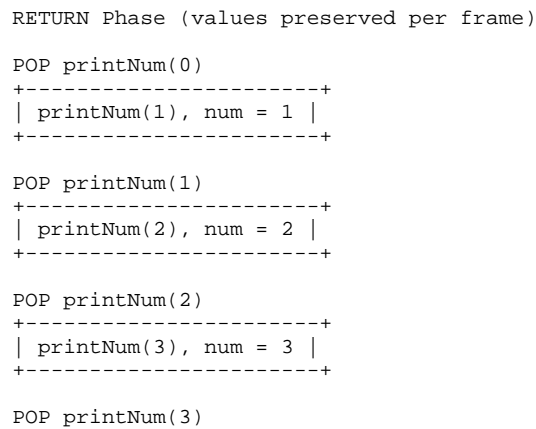 RETURN Phase (values preserved per frame)
POP printNum(0)
+-----------------------+
| printNum(1), num = 1 |
+-----------------------+
POP printNum(1)
+-----------------------+
| printNum(2), num = 2 |
+-----------------------+
POP printNum(2)
+-----------------------+
| printNum(3), num = 3 |
+-----------------------+
POP printNum(3)